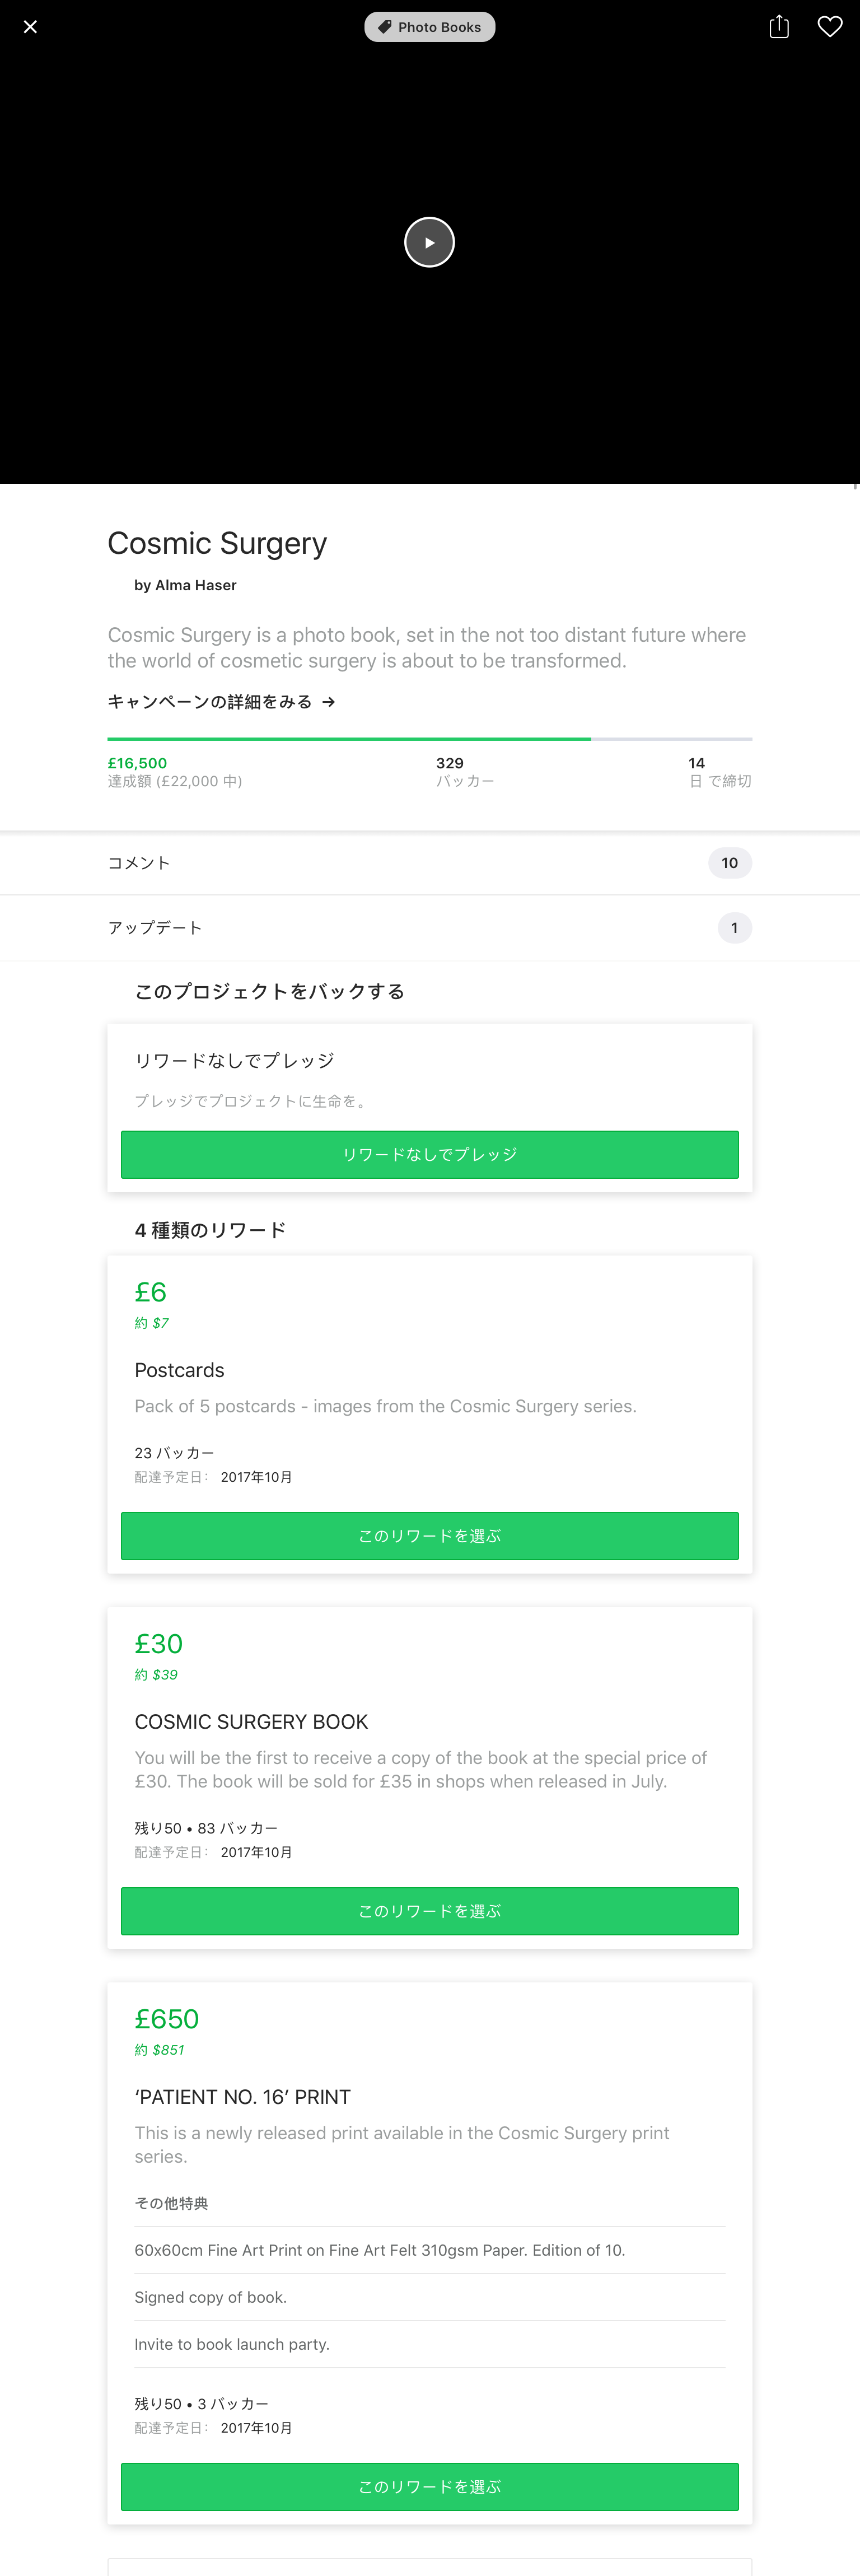 Photo Books
Cosmic Surgery
by Alma Haser
Cosmic Surgery is a photo book, set in the not too distant future where
the world of cosmetic surgery is about to be transformed.
キャンペーンの詳細をみる →
£16,500
達成額 (£22,000 中)
329
バッカー
14
日 で締切
コメント
10
アップデート
1
このプロジェクトをバックする
リワードなしでプレッジ
プレッジでプロジェクトに生命を。
リワードなしでプレッジ
4 種類のリワード
£6
約 $7
Postcards
Pack of 5 postcards - images from the Cosmic Surgery series.
23 バッカー
配達予定日： 2017年10月
このリワードを選ぶ
£30
約 $39
COSMIC SURGERY BOOK
You will be the first to receive a copy of the book at the special price of
£30. The book will be sold for £35 in shops when released in July.
残り50 • 83 バッカー
配達予定日： 2017年10月
このリワードを選ぶ
£650
約 $851
‘PATIENT NO. 16’ PRINT
This is a newly released print available in the Cosmic Surgery print
series.
その他特典
60x60cm Fine Art Print on Fine Art Felt 310gsm Paper. Edition of 10.
Signed copy of book.
Invite to book launch party.
残り50 • 3 バッカー
配達予定日： 2017年10月
このリワードを選ぶ